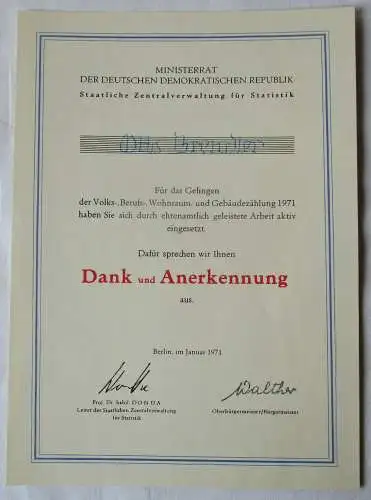 MINISTERRAT
DER DEUTSCHEN DEMOKRATISCHEN REPUBLIK
Staatliche Zentralverwaltung für Statistik
Für das Gelingen
der Volks-, Berufs-, Wohnraum- und Gebäudezählung 1971
haben Sie sich durch ehrenamtlich geleistete Arbeit aktiv
eingesetzt.
Dafür sprechen wir Ihnen
Dank und Anerkennung
aus.
Berlin, im Januar 1971
Walther
Prof. Dr. habil. DONDA
Leiter der Staatlichen Zentralverwaltung
für Statistik
Oberbürgermeister/Bürgermeister